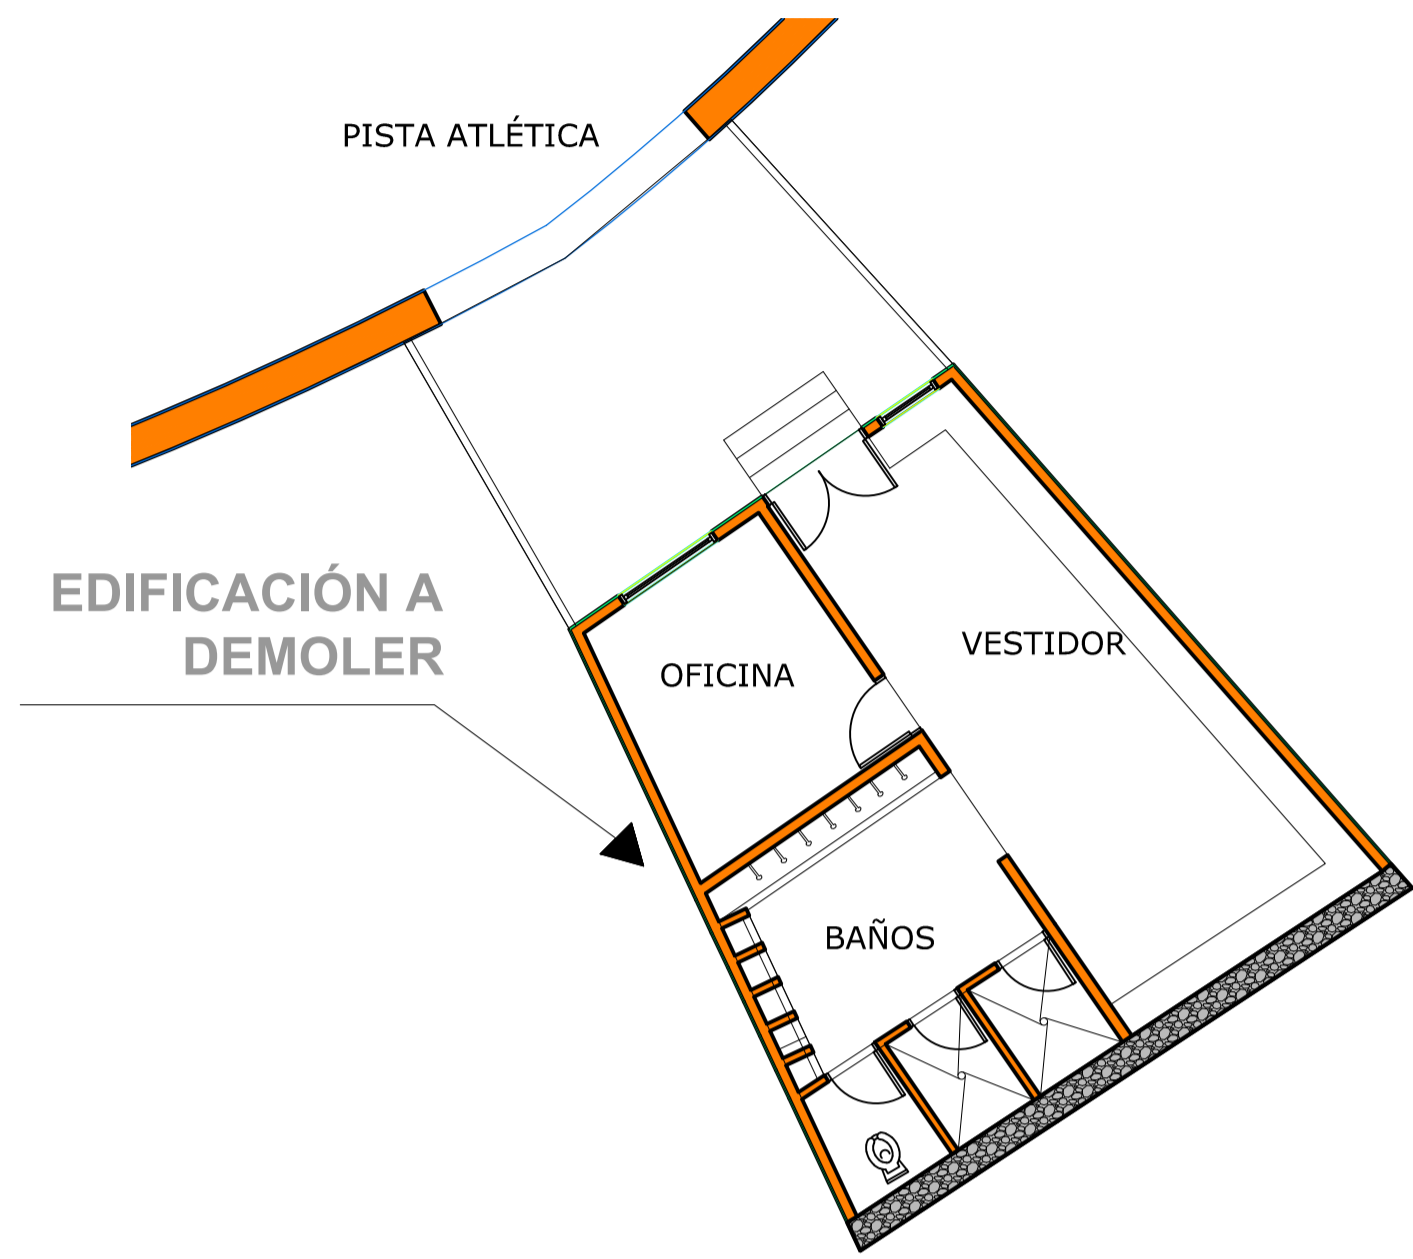 PISTA ATLÉTICA
EDIFICACIÓN A
DEMOLER
OFICINA
VESTIDOR
BAÑOS